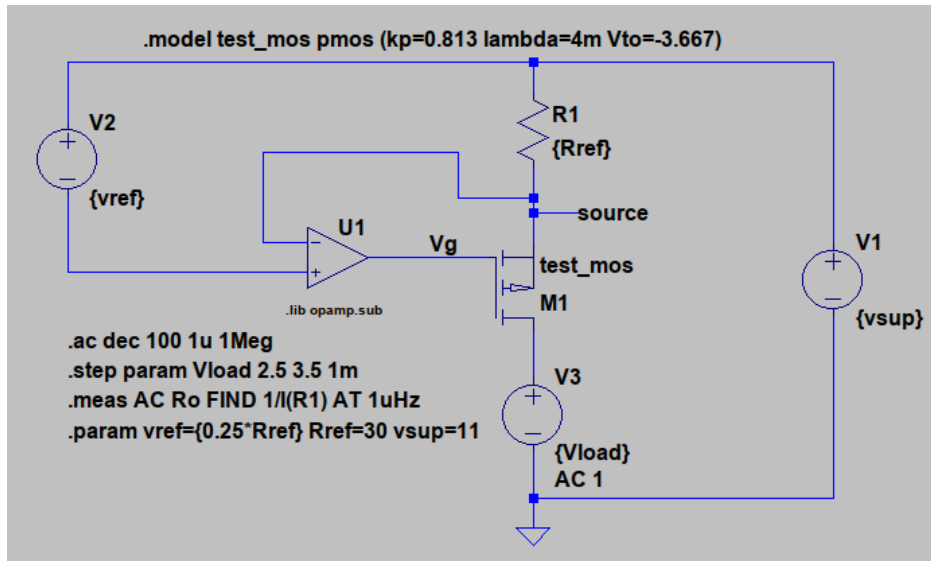 .model test_mos pmos (kp=0.813 lambda=4m Vto=-3.667)
V2
{vref}
R1
{Rref}
source
U1
Vg
test_mos
M1
V1
{vsup}
.lib opamp.sub
.ac dec 100 1u 1Meg
.step param Vload 2.5 3.5 1m
.meas AC Ro FIND 1/I(R1) AT 1uHz
.param vref={0.25*Rref} Rref=30 vsup=11
V3
{Vload}
AC 1